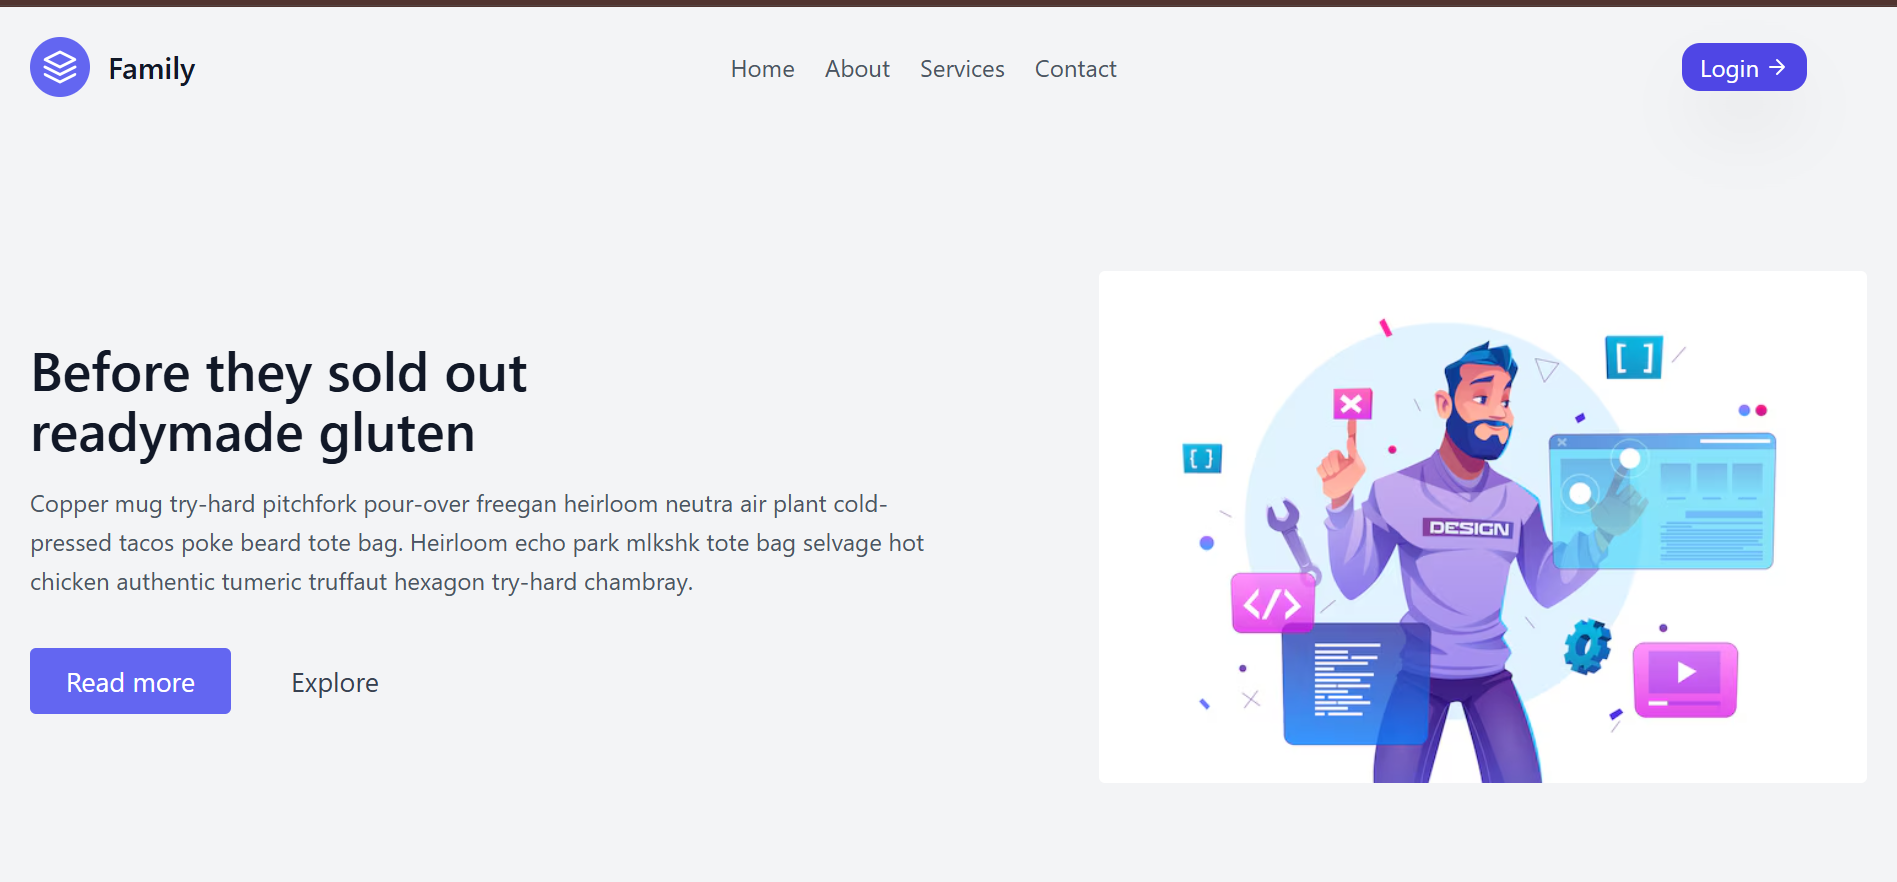 Family
Home About Services Contact
Login
Before they sold out
readymade gluten
Copper mug try-hard pitchfork pour-over freegan heirloom neutra air plant cold-
pressed tacos poke beard tote bag. Heirloom echo park mlkshk tote bag selvage hot
chicken authentic tumeric truffaut hexagon try-hard chambray.
Read more Explore
[ ]
{ }
DESIGN
</>